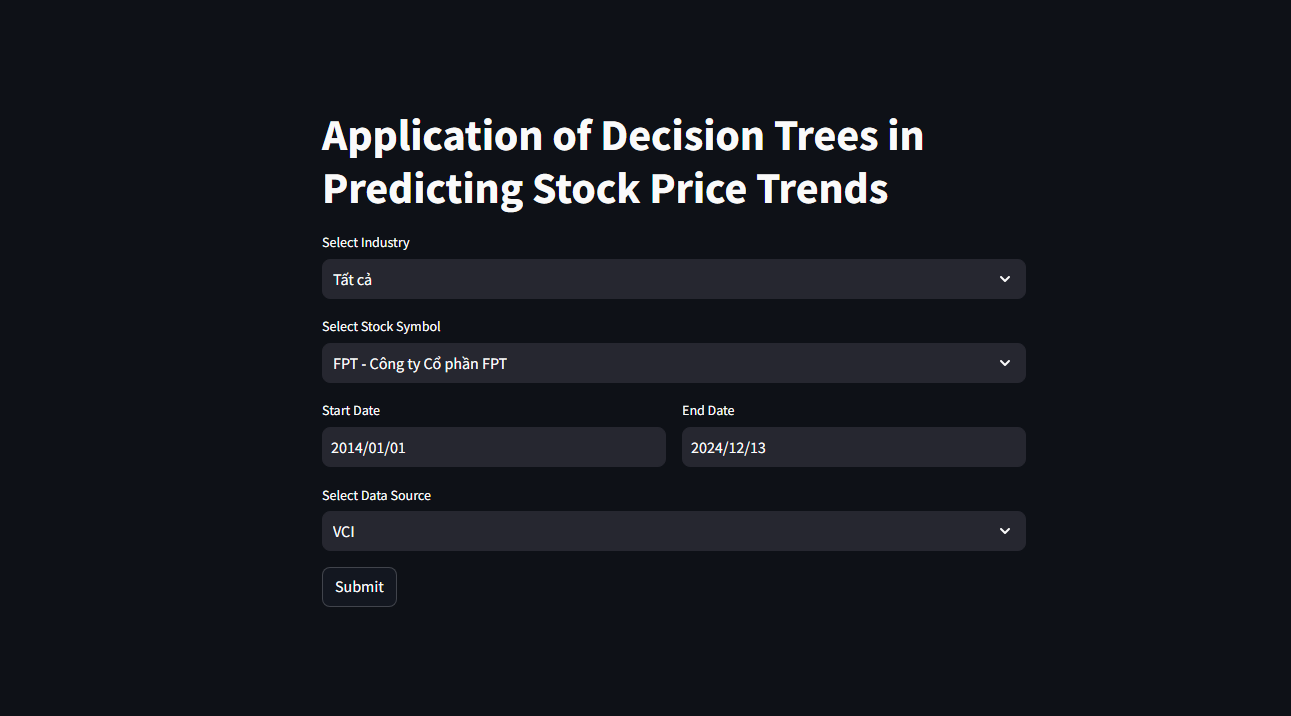 Application of Decision Trees in
Predicting Stock Price Trends
Select Industry
Tất cả
Select Stock Symbol
FPT - Công ty Cổ phần FPT
Start Date
End Date
2014/01/01
2024/12/13
Select Data Source
VCI
Submit